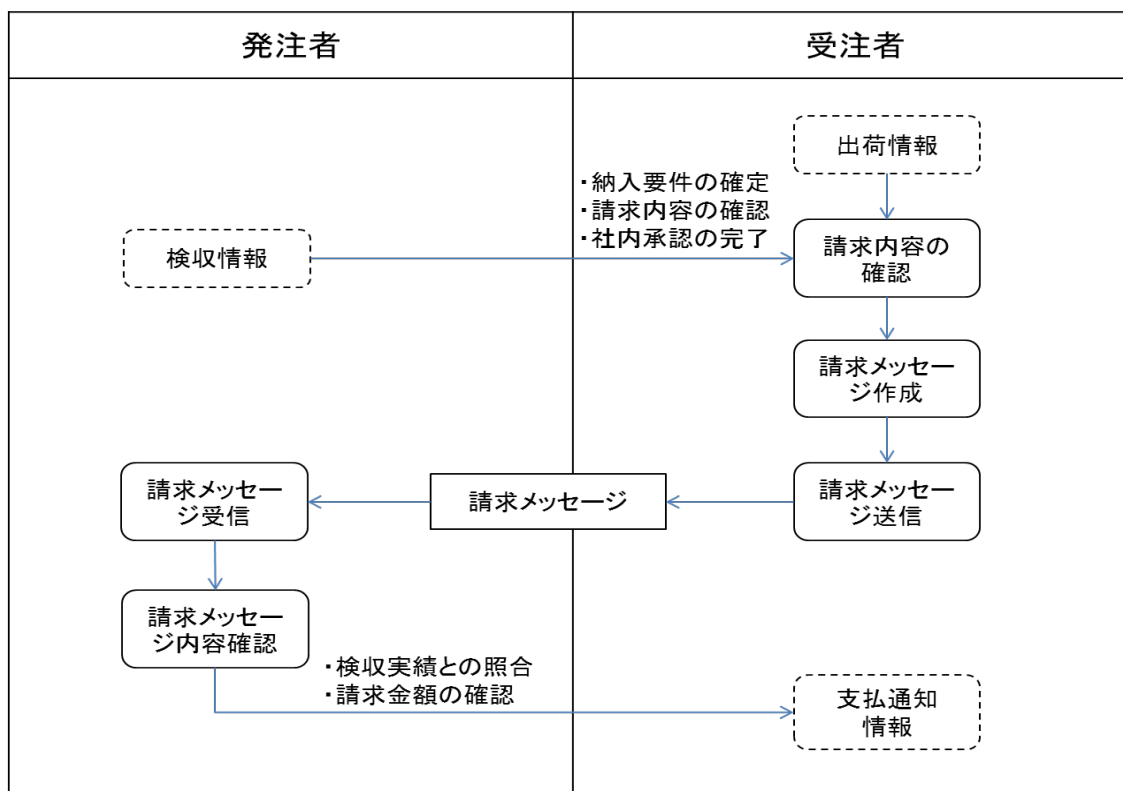 発注者
受注者
出荷情報
・納入要件の確定
・請求内容の確認
・社内承認の完了
検収情報
請求内容の
確認
請求メッセー
ジ作成
請求メッセー
ジ受信
請求メッセージ
請求メッセー
ジ送信
請求メッセー
ジ内容確認
・検収実績との照合
・請求金額の確認
支払通知
情報